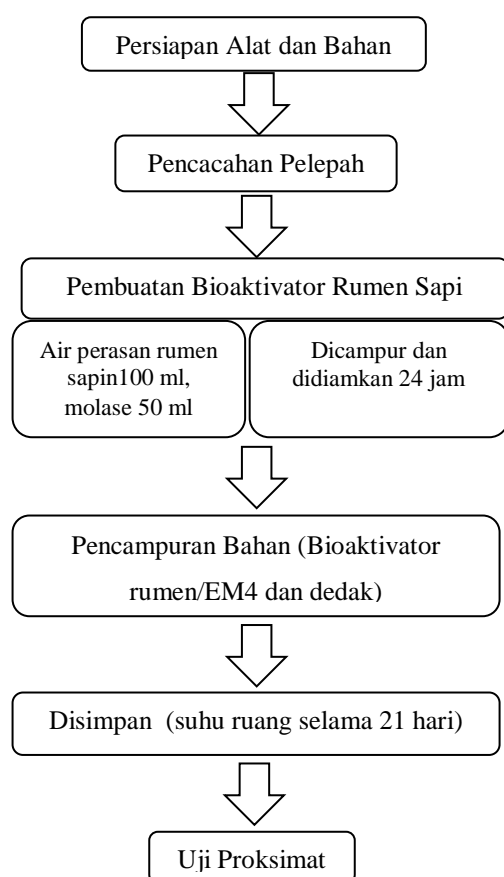 Persiapan Alat dan Bahan
Pencacahan Pelepah
Pembuatan Bioaktivator Rumen Sapi
Air perasan rumen
sapin100 ml,
molase 50 ml
Dicampur dan
didiamkan 24 jam
Pencampuran Bahan (Bioaktivator
rumen/EM4 dan dedak)
Disimpan (suhu ruang selama 21 hari)
Uji Proksimat